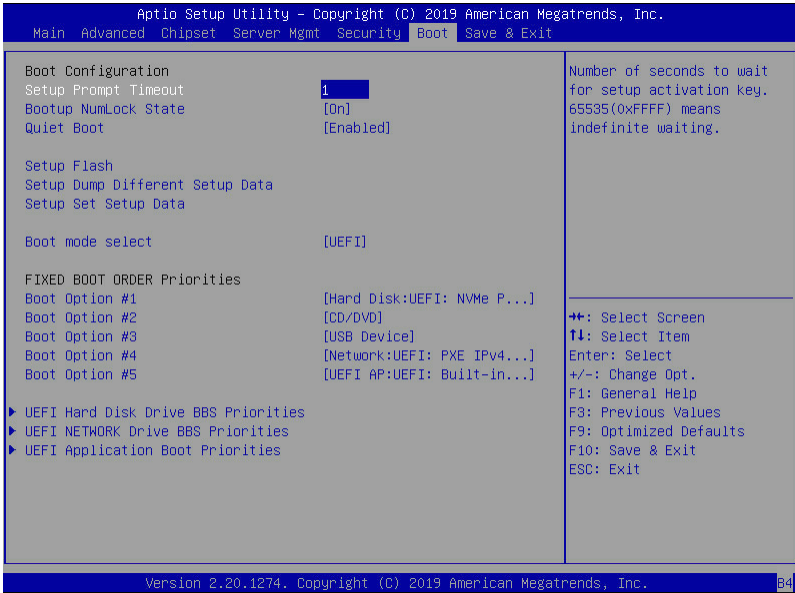 Aptio Setup Utility – Copyright (C) 2019 American Megatrends, Inc.
Main Advanced Chipset Server Mgmt Security Boot Save & Exit
Boot Configuration
Setup Prompt Timeout 1
Bootup NumLock State [On]
Quiet Boot [Enabled]
Setup Flash
Setup Dump Different Setup Data
Setup Set Setup Data
Boot mode select [UEFI]
FIXED BOOT ORDER Priorities
Boot Option #1 [Hard Disk:UEFI: NVMe P...]
Boot Option #2 [CD/DVD]
Boot Option #3 [USB Device]
Boot Option #4 [Network:UEFI: PXE IPv4...]
Boot Option #5 [UEFI AP:UEFI: Built-in...]
UEFI Hard Disk Drive BBS Priorities
UEFI NETWORK Drive BBS Priorities
UEFI Application Boot Priorities
Number of seconds to wait
for setup activation key.
65535(0xFFFF) means
indefinite waiting.
→←: Select Screen
↑↓: Select Item
Enter: Select
+/-: Change Opt.
F1: General Help
F3: Previous Values
F9: Optimized Defaults
F10: Save & Exit
ESC: Exit
Version 2.20.1274. Copyright (C) 2019 American Megatrends, Inc.
B4